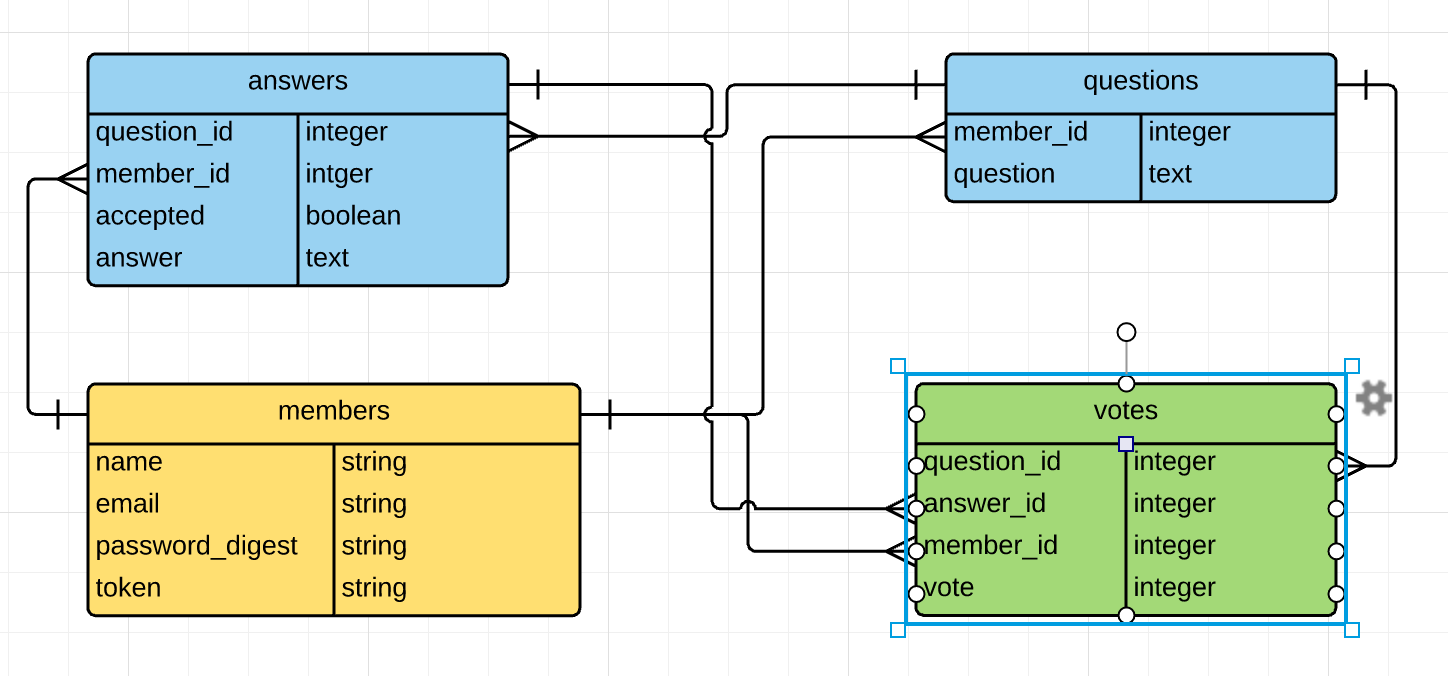 answers
question_id integer
member_id intger
accepted boolean
answer text
questions
member_id integer
question text
members
name string
email string
password_digest string
token string
votes
question_id integer
answer_id integer
member_id integer
vote integer